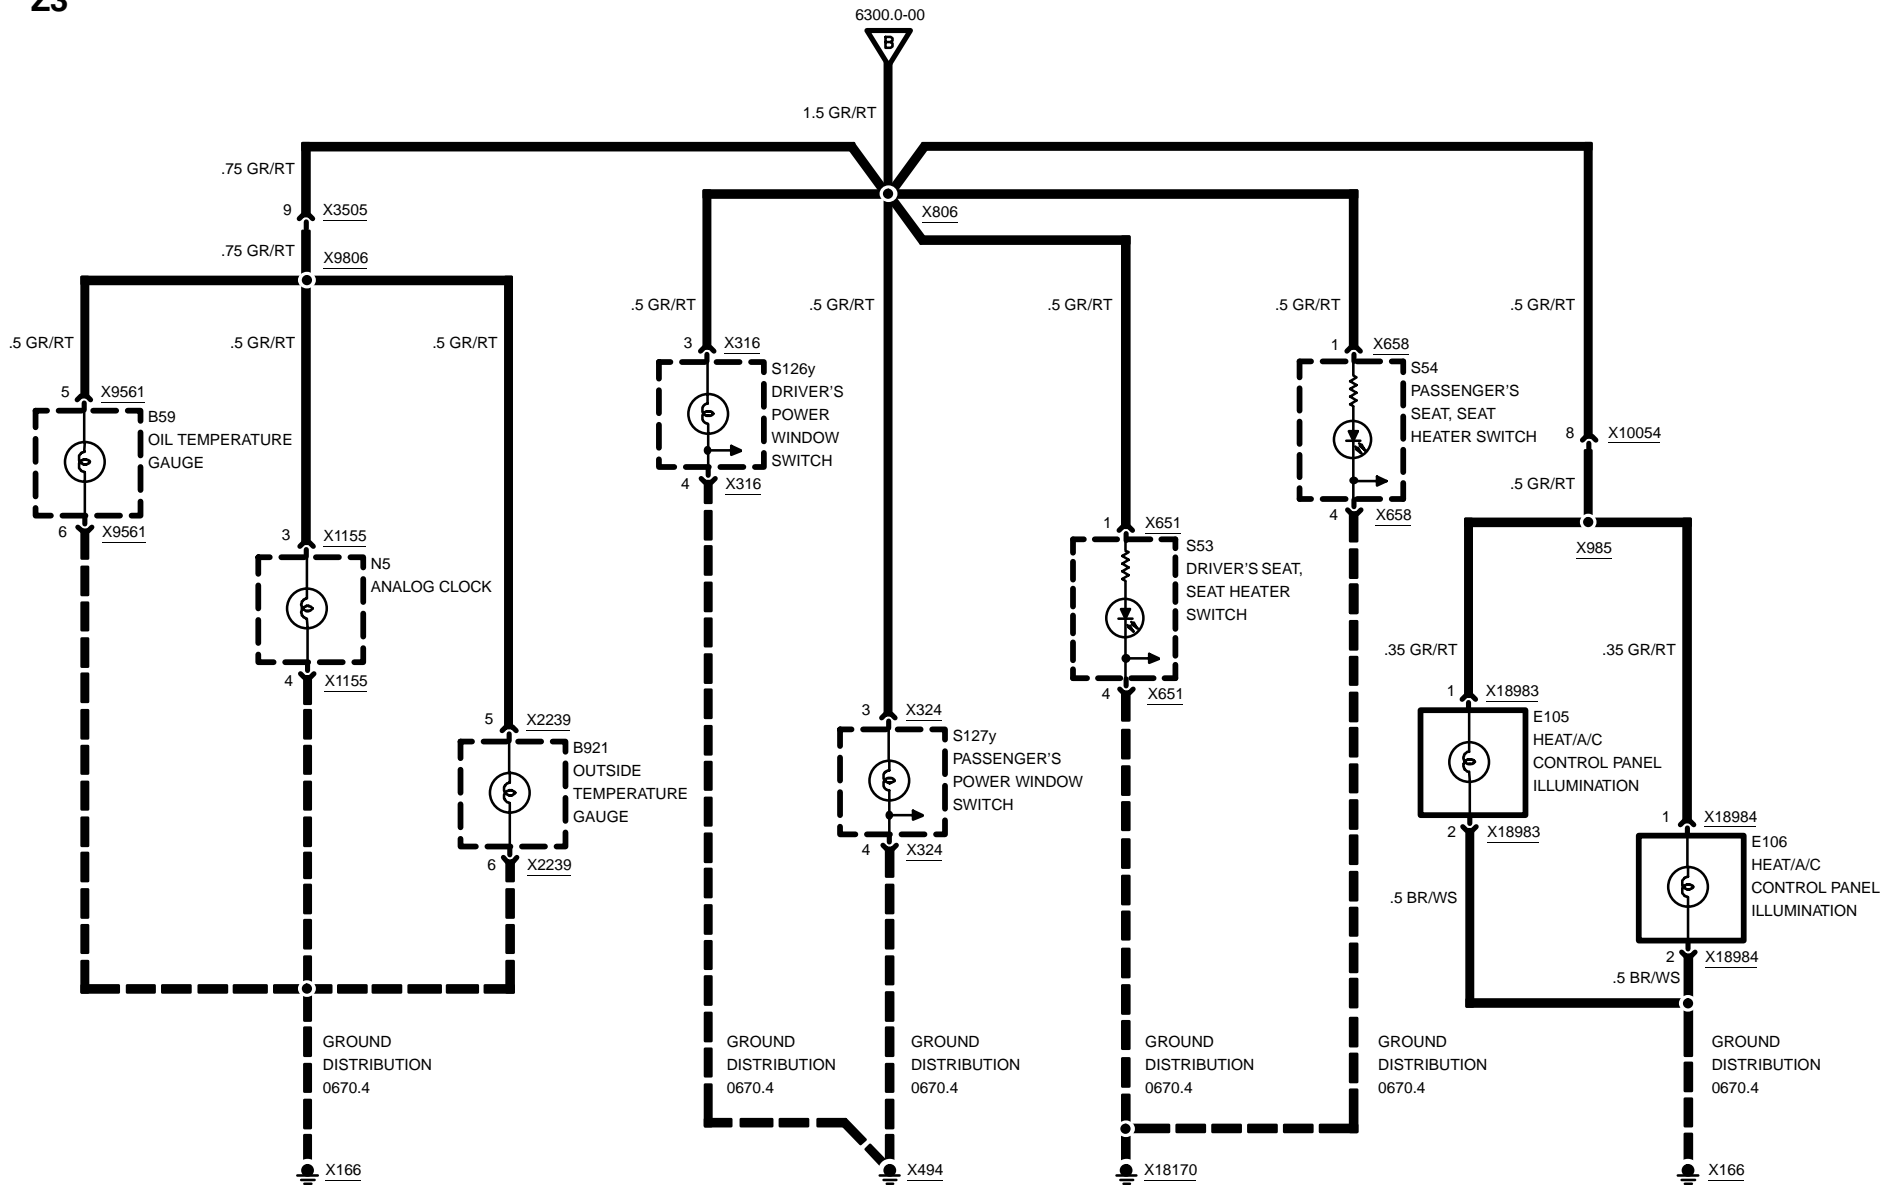 Z3
6300.0-00
B
1.5 GR/RT
.75 GR/RT
9 X3505
X806
.75 GR/RT
X9806
.5 GR/RT
.5 GR/RT
.5 GR/RT
.5 GR/RT
.5 GR/RT
.5 GR/RT
.5 GR/RT
.5 GR/RT
5 X9561
B59
OIL TEMPERATURE
GAUGE
6 X9561
3 X1155
N5
ANALOG CLOCK
4 X1155
5 X2239
B921
OUTSIDE
TEMPERATURE
GAUGE
6 X2239
3 X316
S126y
DRIVER'S
POWER
WINDOW
SWITCH
4 X316
3 X324
S127y
PASSENGER'S
POWER WINDOW
SWITCH
4 X324
1 X651
S53
DRIVER'S SEAT,
SEAT HEATER
SWITCH
4 X651
1 X658
S54
PASSENGER'S
SEAT, SEAT
HEATER SWITCH
4 X658
8 X10054
.5 GR/RT
X985
.35 GR/RT
.35 GR/RT
1 X18983
E105
HEAT/A/C
CONTROL PANEL
ILLUMINATION
2 X18983
.5 BR/WS
1 X18984
E106
HEAT/A/C
CONTROL PANEL
ILLUMINATION
2 X18984
.5 BR/WS
GROUND
DISTRIBUTION
0670.4
GROUND
DISTRIBUTION
0670.4
GROUND
DISTRIBUTION
0670.4
GROUND
DISTRIBUTION
0670.4
GROUND
DISTRIBUTION
0670.4
GROUND
DISTRIBUTION
0670.4
X166
X494
X18170
X166